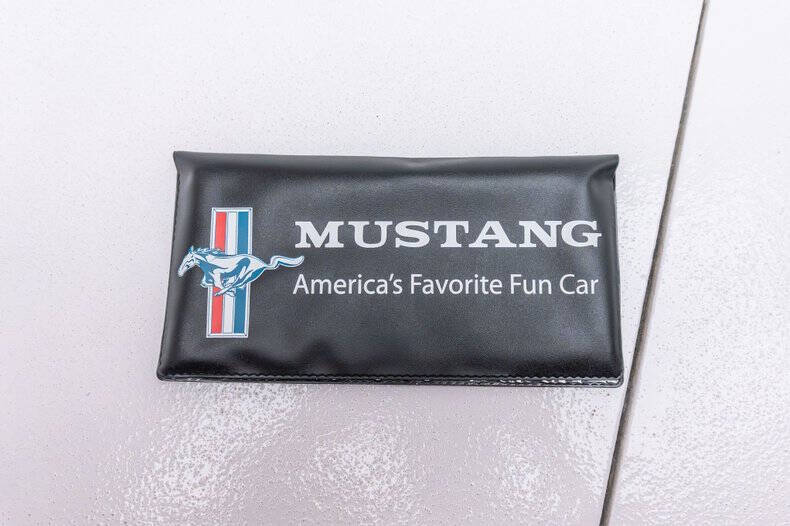 MUSTANG
America's Favorite Fun Car